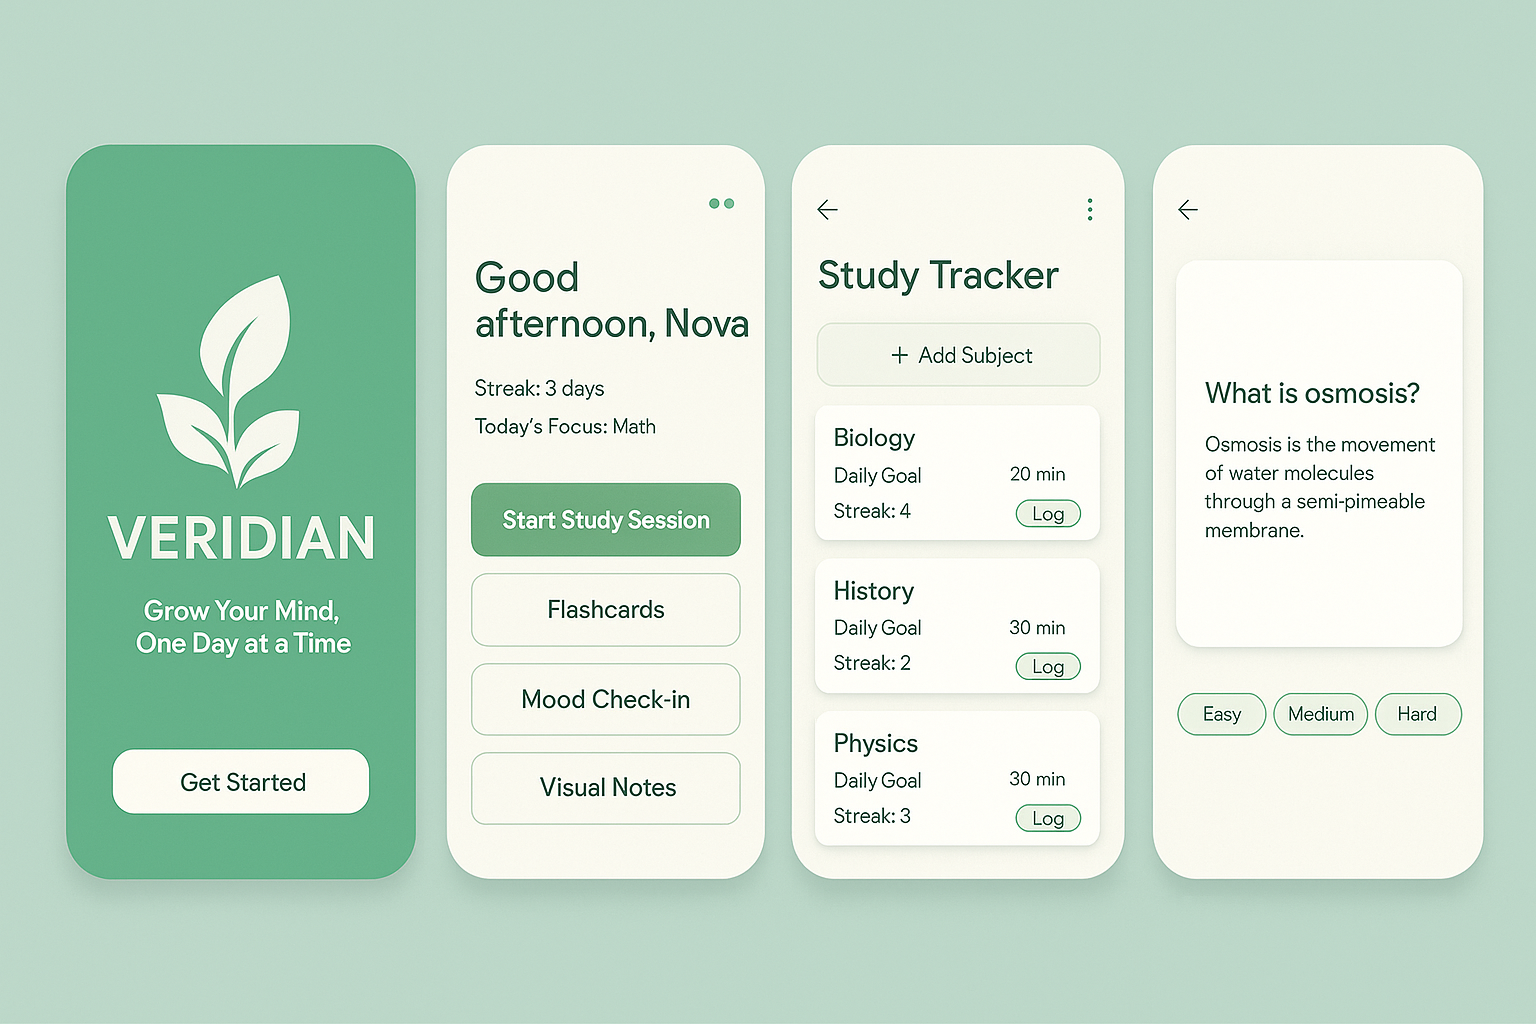 VERIDIAN
Grow Your Mind,
One Day at a Time
Get Started
Good
afternoon, Nova
Streak: 3 days
Today's Focus: Math
Start Study Session
Flashcards
Mood Check-in
Visual Notes
Study Tracker
+ Add Subject
Biology
Daily Goal 20 min
Streak: 4 Log
History
Daily Goal 30 min
Streak: 2 Log
Physics
Daily Goal 30 min
Streak: 3 Log
What is osmosis?
Osmosis is the movement
of water molecules
through a semi-pimeable
membrane.
Easy Medium Hard